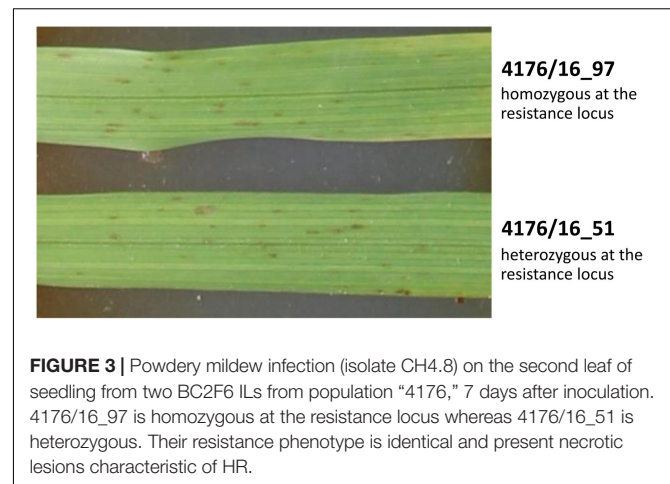 4176/16_97
homozygous at the
resistance locus
4176/16_51
heterozygous at the
resistance locus
FIGURE 3 | Powdery mildew infection (isolate CH4.8) on the second leaf of
seedling from two BC2F6 ILs from population “4176,” 7 days after inoculation.
4176/16_97 is homozygous at the resistance locus whereas 4176/16_51 is
heterozygous. Their resistance phenotype is identical and present necrotic
lesions characteristic of HR.